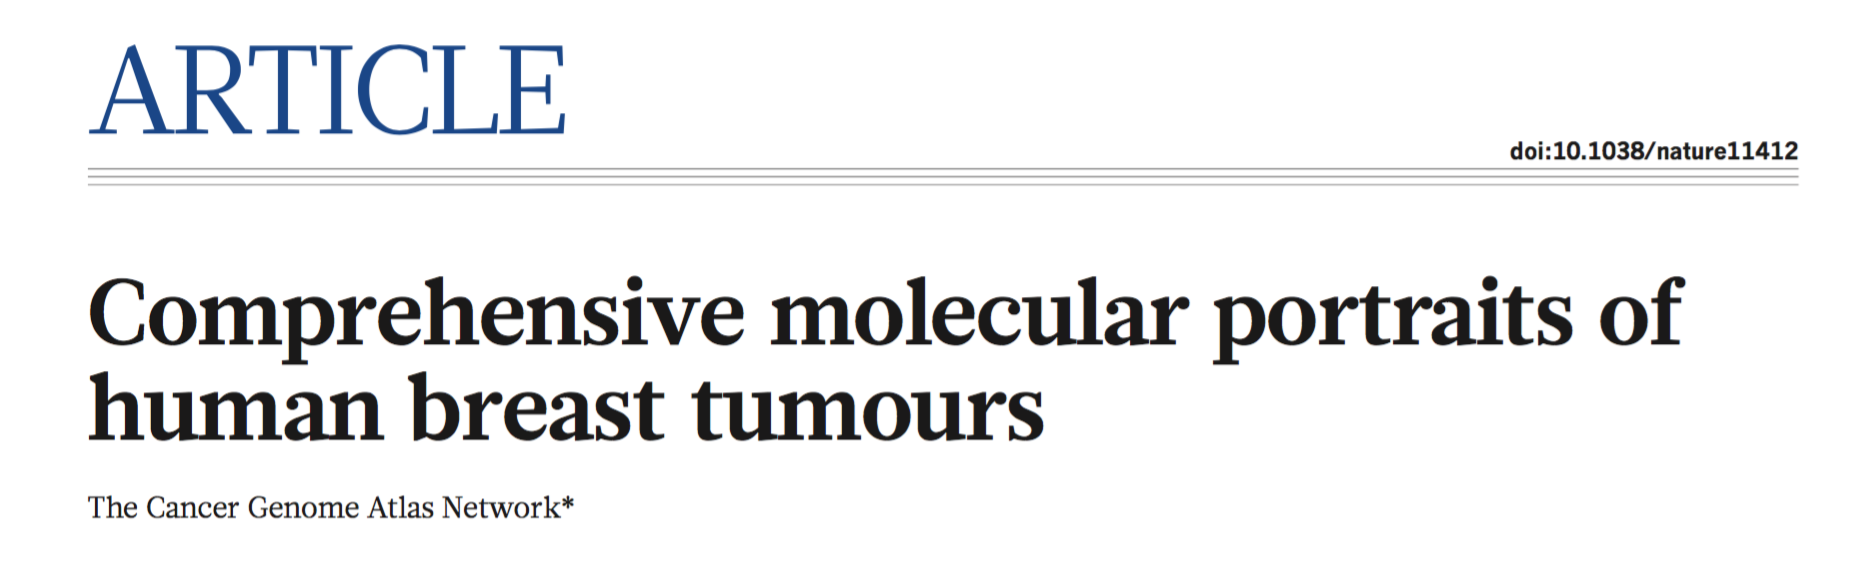 ARTICLE
doi:10.1038/nature11412
Comprehensive molecular portraits of
human breast tumours
The Cancer Genome Atlas Network*